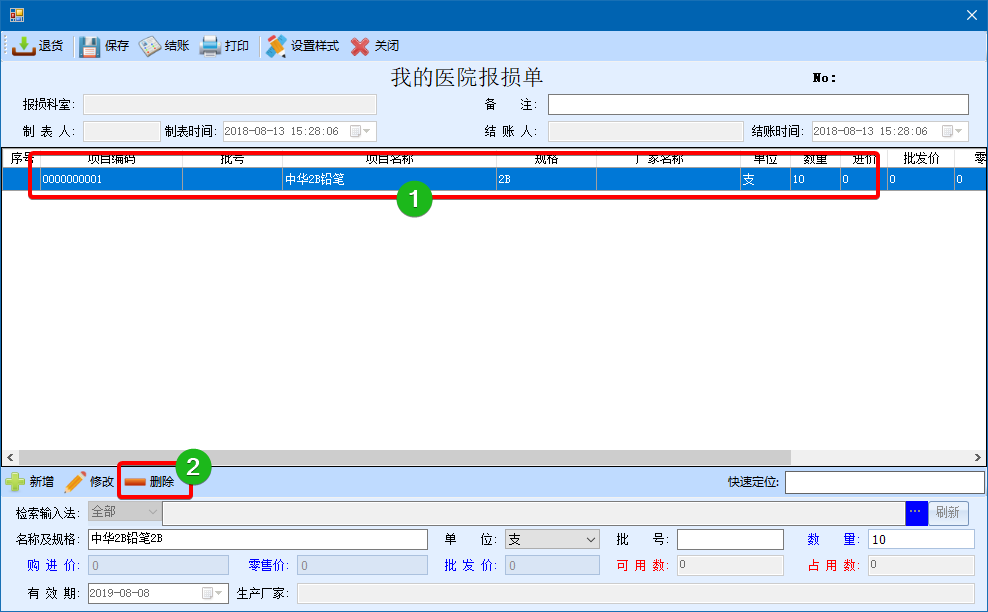 退货 保存 结账 打印 设置样式 关闭
我的医院报损单 No:
报损科室: 备 注:
制 表 人: 制表时间: 2018-08-13 15:28:06 结 账 人: 结账时间: 2018-08-13 15:28:06
序号 项目编码 批号 项目名称 规格 厂家名称 单位 数量 进价 批发价 零
0000000001 中华2B铅笔 2B 支 10 0 0 0
1
2
新增 修改 删除 快速定位:
检索输入法: 全部 ... 刷新
名称及规格: 中华2B铅笔2B 单 位: 支 批 号: 数 量: 10
购 进 价: 0 零售价: 0 批 发 价: 0 可 用 数: 0 占 用 数: 0
有 效 期: 2019-08-08 生产厂家: